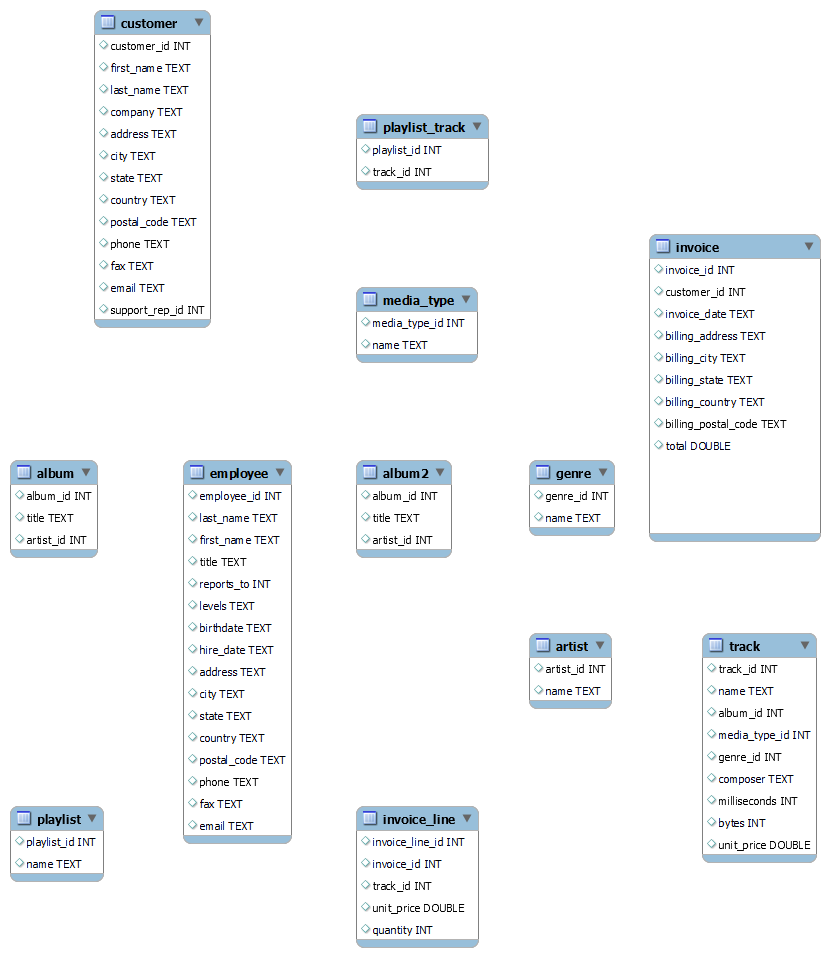 customer
customer_id INT
first_name TEXT
last_name TEXT
company TEXT
address TEXT
city TEXT
state TEXT
country TEXT
postal_code TEXT
phone TEXT
fax TEXT
email TEXT
support_rep_id INT
playlist_track
playlist_id INT
track_id INT
media_type
media_type_id INT
name TEXT
invoice
invoice_id INT
customer_id INT
invoice_date TEXT
billing_address TEXT
billing_city TEXT
billing_state TEXT
billing_country TEXT
billing_postal_code TEXT
total DOUBLE
album
album_id INT
title TEXT
artist_id INT
employee
employee_id INT
last_name TEXT
first_name TEXT
title TEXT
reports_to INT
levels TEXT
birthdate TEXT
hire_date TEXT
address TEXT
city TEXT
state TEXT
country TEXT
postal_code TEXT
phone TEXT
fax TEXT
email TEXT
album2
album_id INT
title TEXT
artist_id INT
genre
genre_id INT
name TEXT
artist
artist_id INT
name TEXT
track
track_id INT
name TEXT
album_id INT
media_type_id INT
genre_id INT
composer TEXT
milliseconds INT
bytes INT
unit_price DOUBLE
playlist
playlist_id INT
name TEXT
invoice_line
invoice_line_id INT
invoice_id INT
track_id INT
unit_price DOUBLE
quantity INT